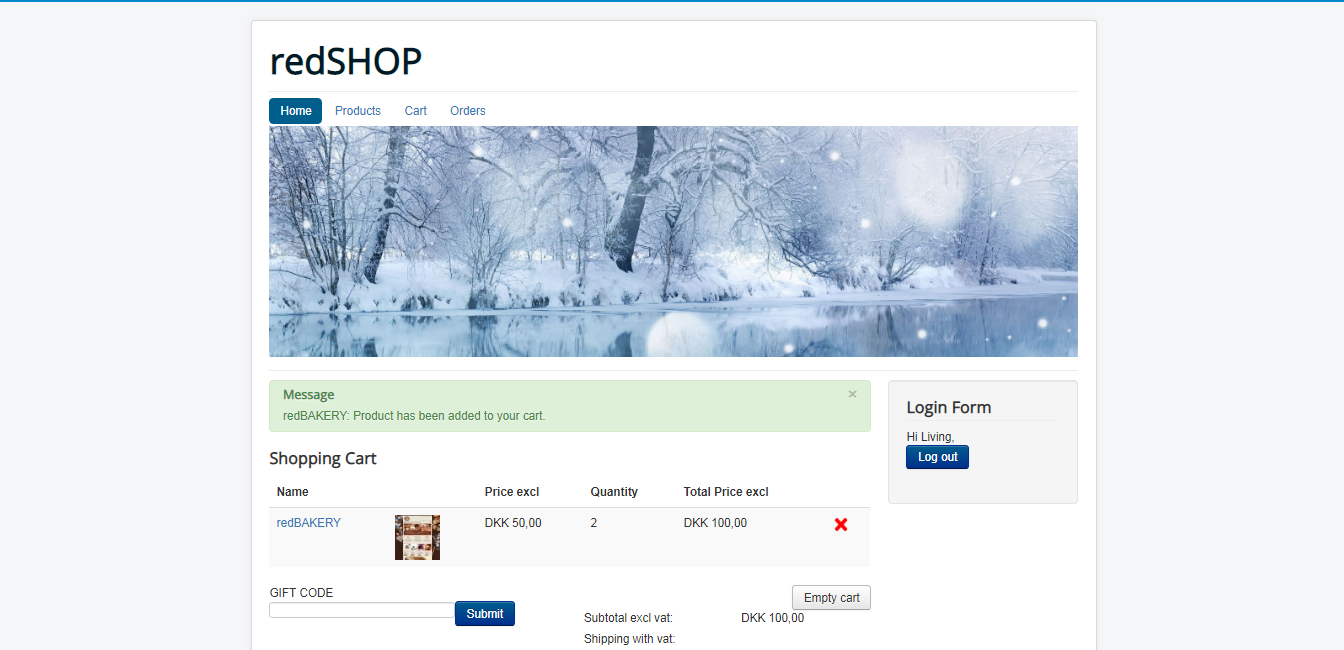 redSHOP
Home Products Cart Orders
Message ×
redBAKERY: Product has been added to your cart.
Login Form
Hi Living,
Log out
Shopping Cart
Name Price excl Quantity Total Price excl
redBAKERY DKK 50,00 2 DKK 100,00
GIFT CODE
Submit
Empty cart
Subtotal excl vat: DKK 100,00
Shipping with vat: